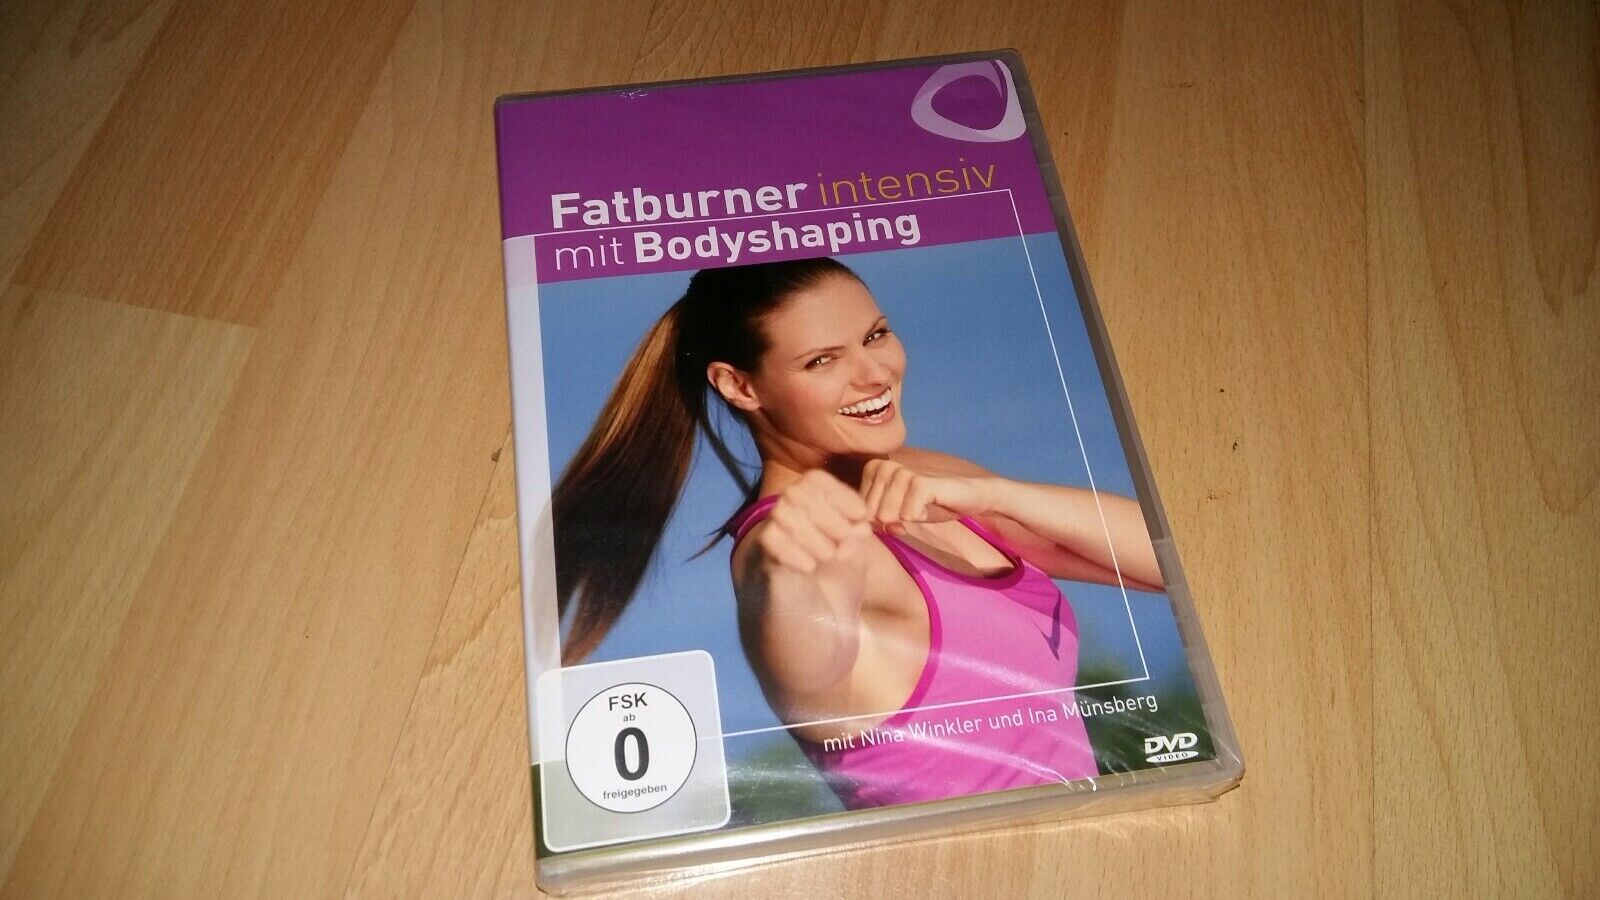 Fatburner intensiv
mit Bodyshaping
mit Nina Winkler und Ina Münsberg
FSK
ab
0
freigegeben
DVD
VIDEO